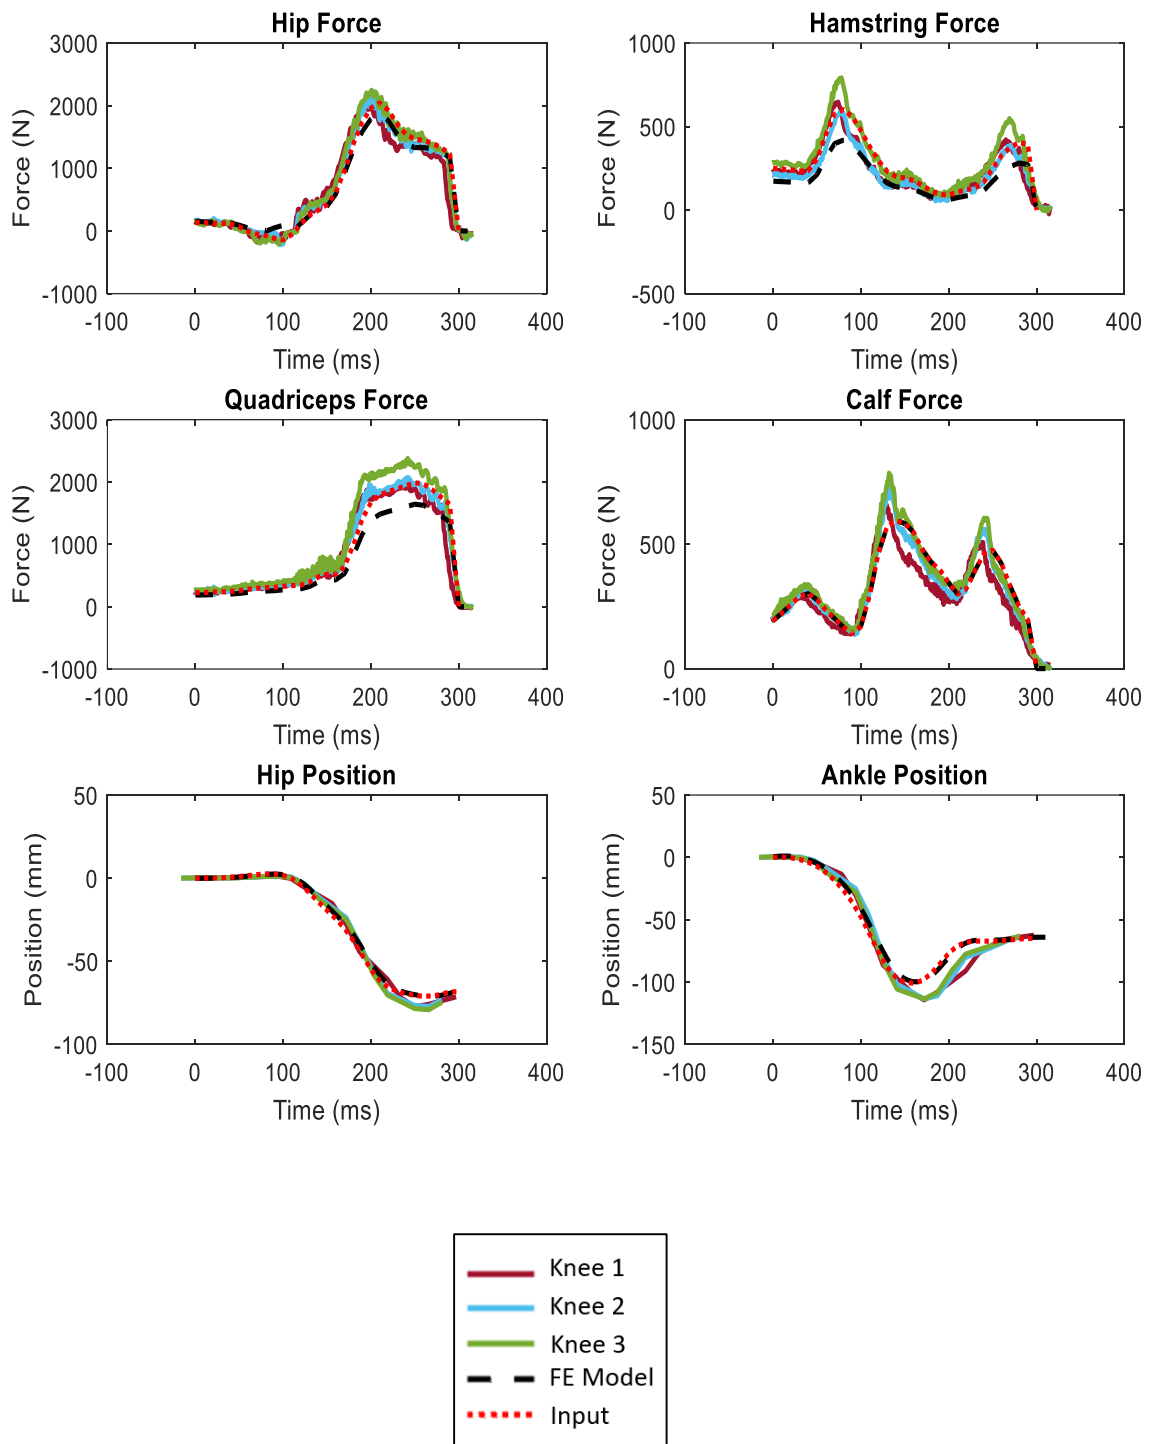 Hip Force
Hamstring Force
3000
2000
1000
0
-1000
Force (N)
-100 0 100 200 300 400
Time (ms)
1000
500
0
-500
Force (N)
-100 0 100 200 300 400
Time (ms)
Quadriceps Force
Calf Force
3000
2000
1000
0
-1000
Force (N)
-100 0 100 200 300 400
Time (ms)
1000
500
0
Force (N)
-100 0 100 200 300 400
Time (ms)
Hip Position
Ankle Position
50
0
-50
-100
Position (mm)
-100 0 100 200 300 400
Time (ms)
50
0
-50
-100
-150
Position (mm)
-100 0 100 200 300 400
Time (ms)
Knee 1
Knee 2
Knee 3
FE Model
Input